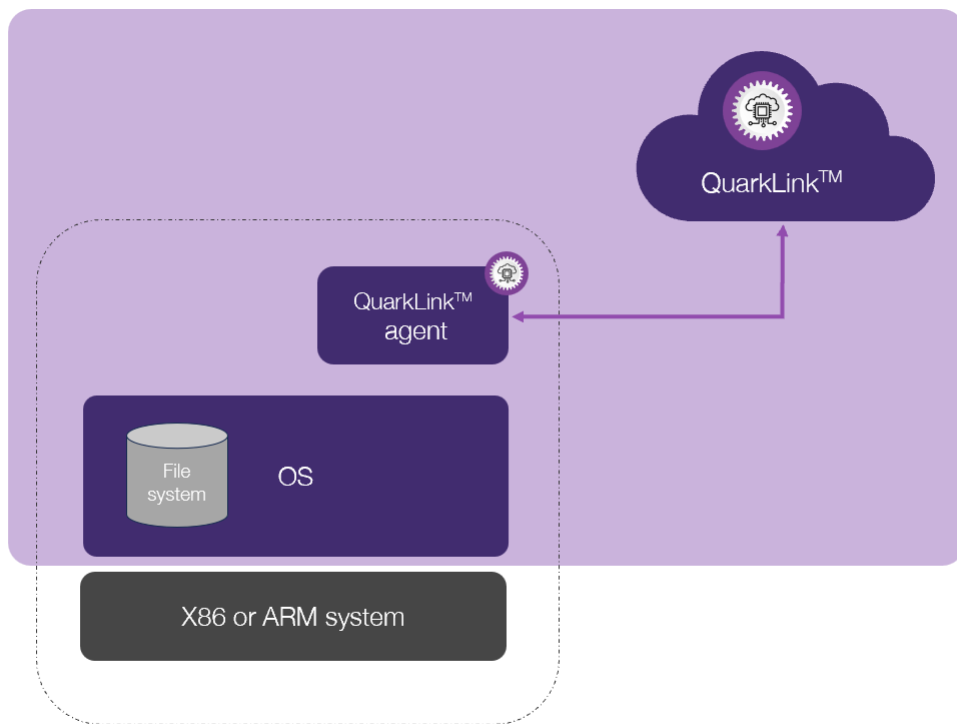 QuarkLink™
QuarkLink™
agent
File
system
OS
X86 or ARM system